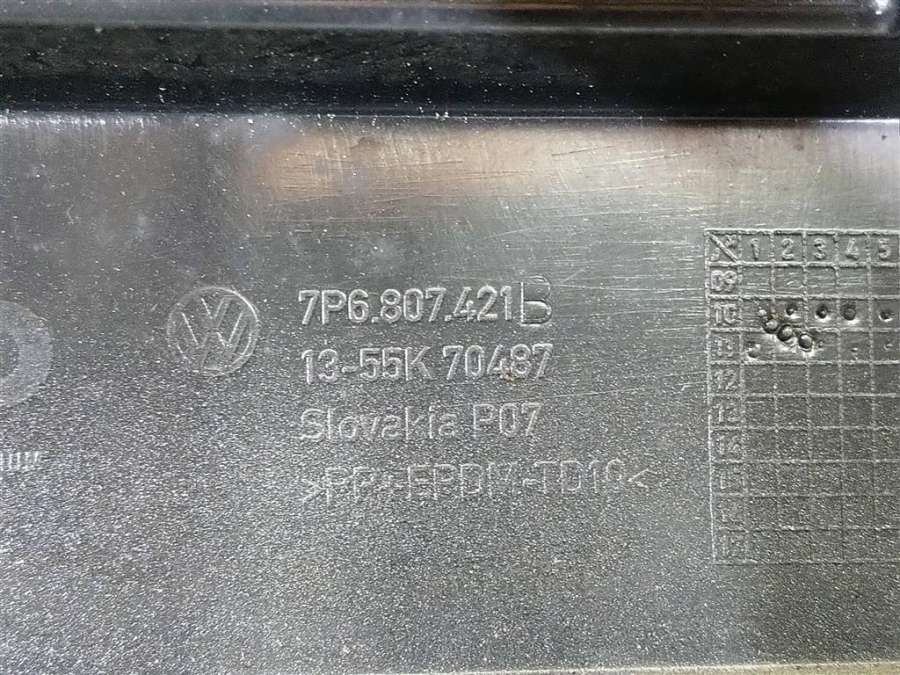 7P6.807.421B
13-55K 70487
Slovakia P07
>PP+EPDM-TD10<
X 1 2 3 4 5
09
10
11
12
13
14